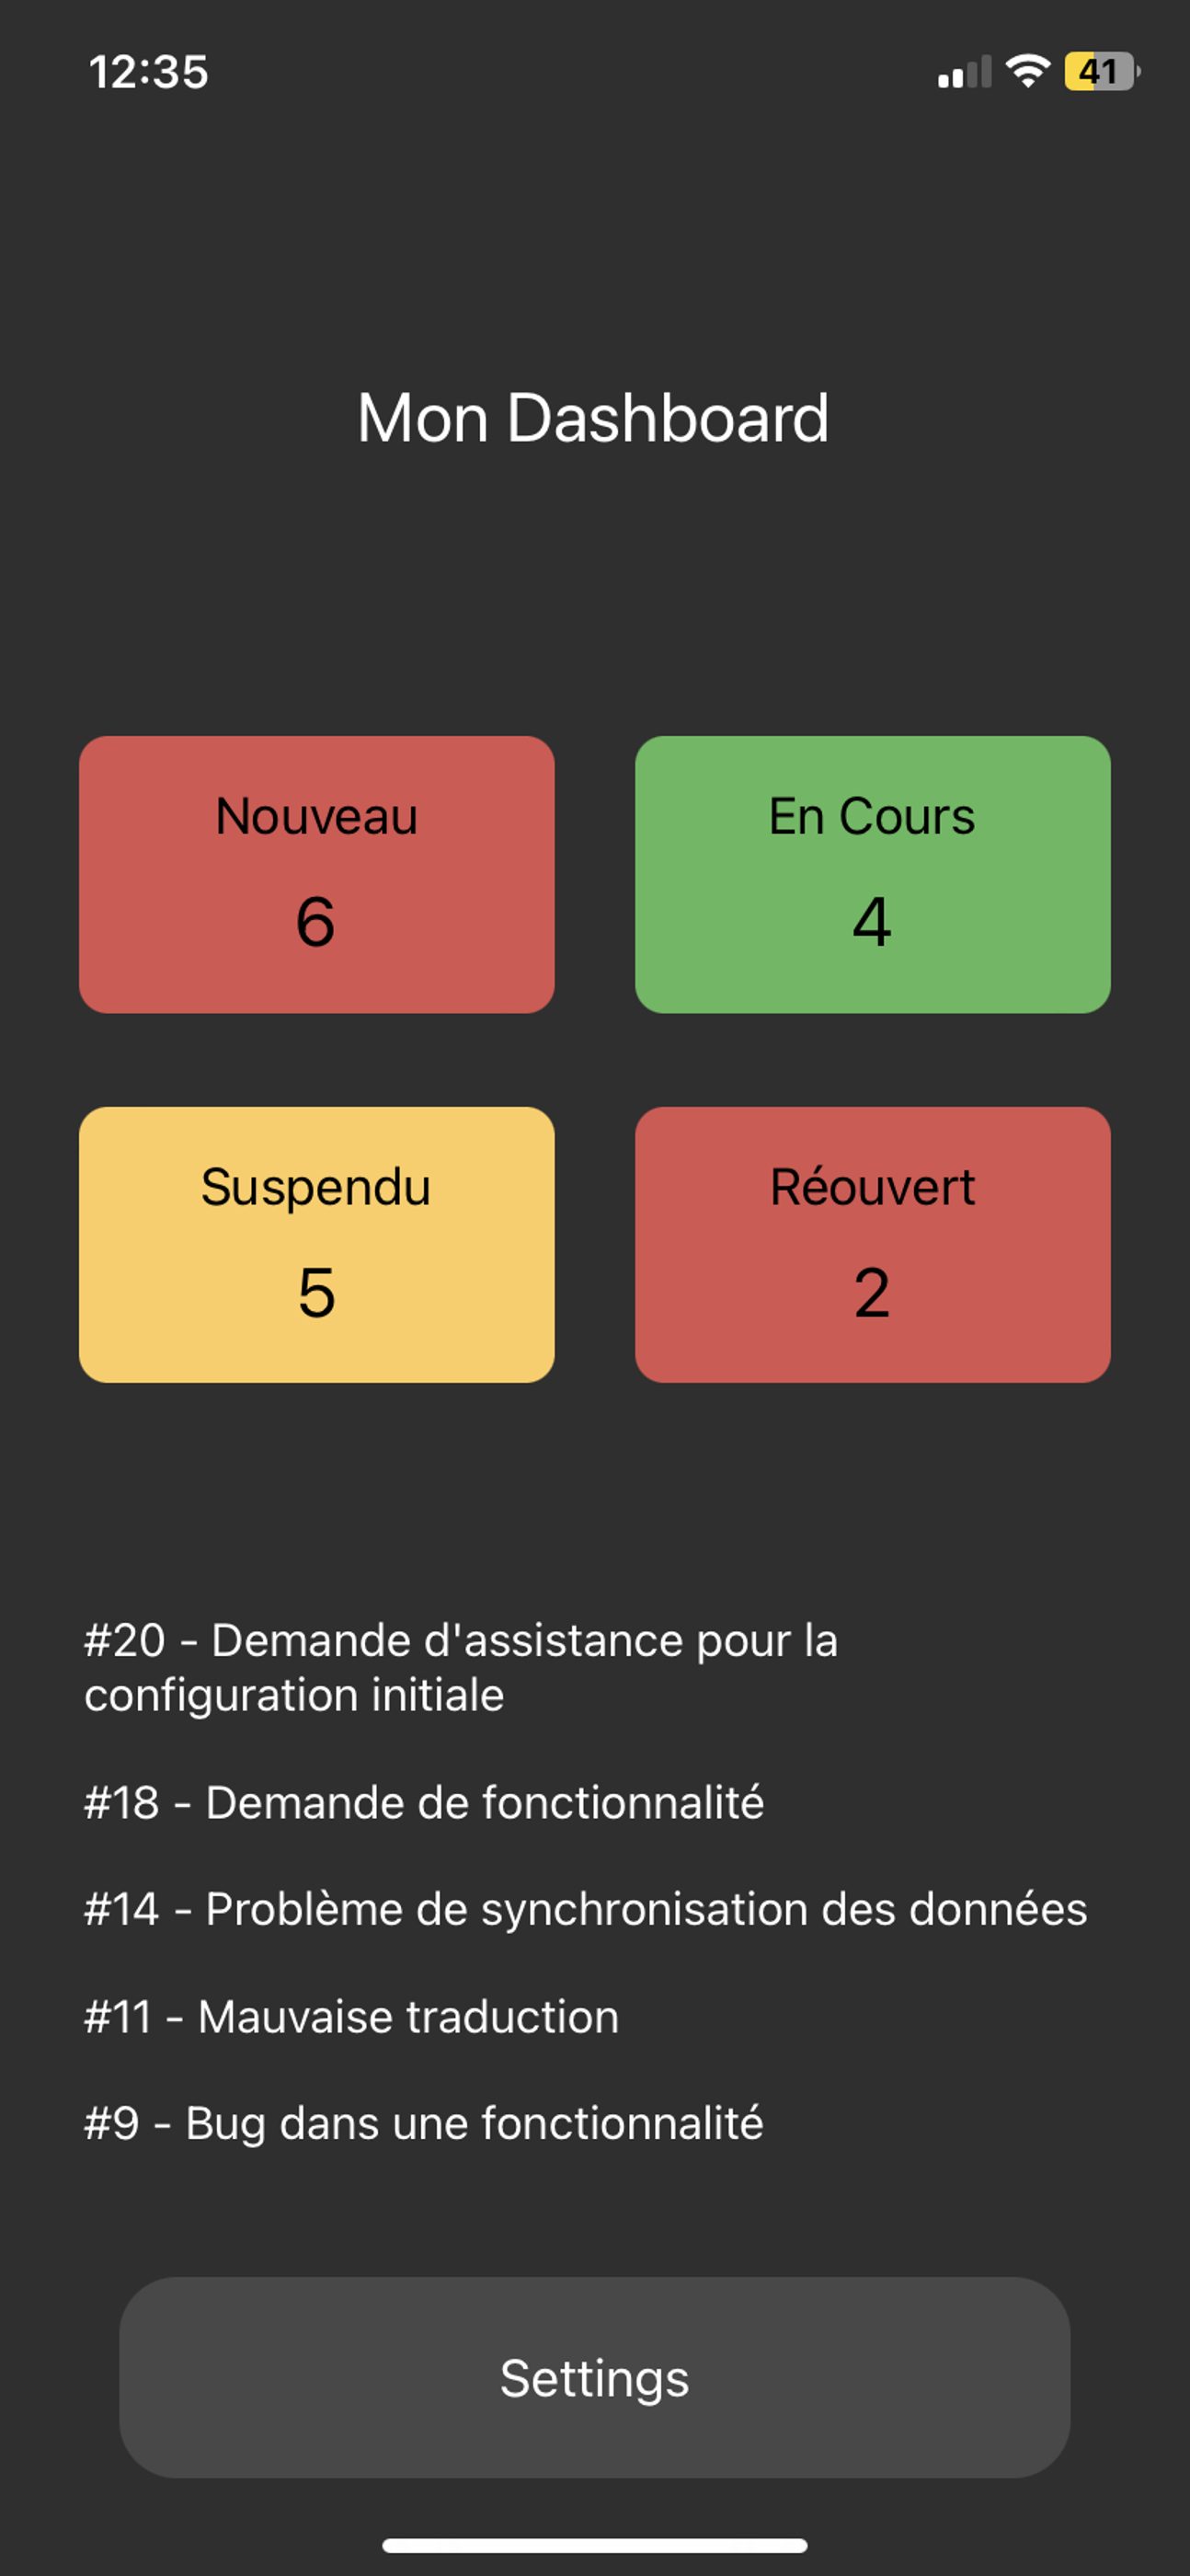 12:35
41
Mon Dashboard
Nouveau
6
En Cours
4
Suspendu
5
Réouvert
2
#20 - Demande d'assistance pour la
configuration initiale
#18 - Demande de fonctionnalité
#14 - Problème de synchronisation des données
#11 - Mauvaise traduction
#9 - Bug dans une fonctionnalité
Settings